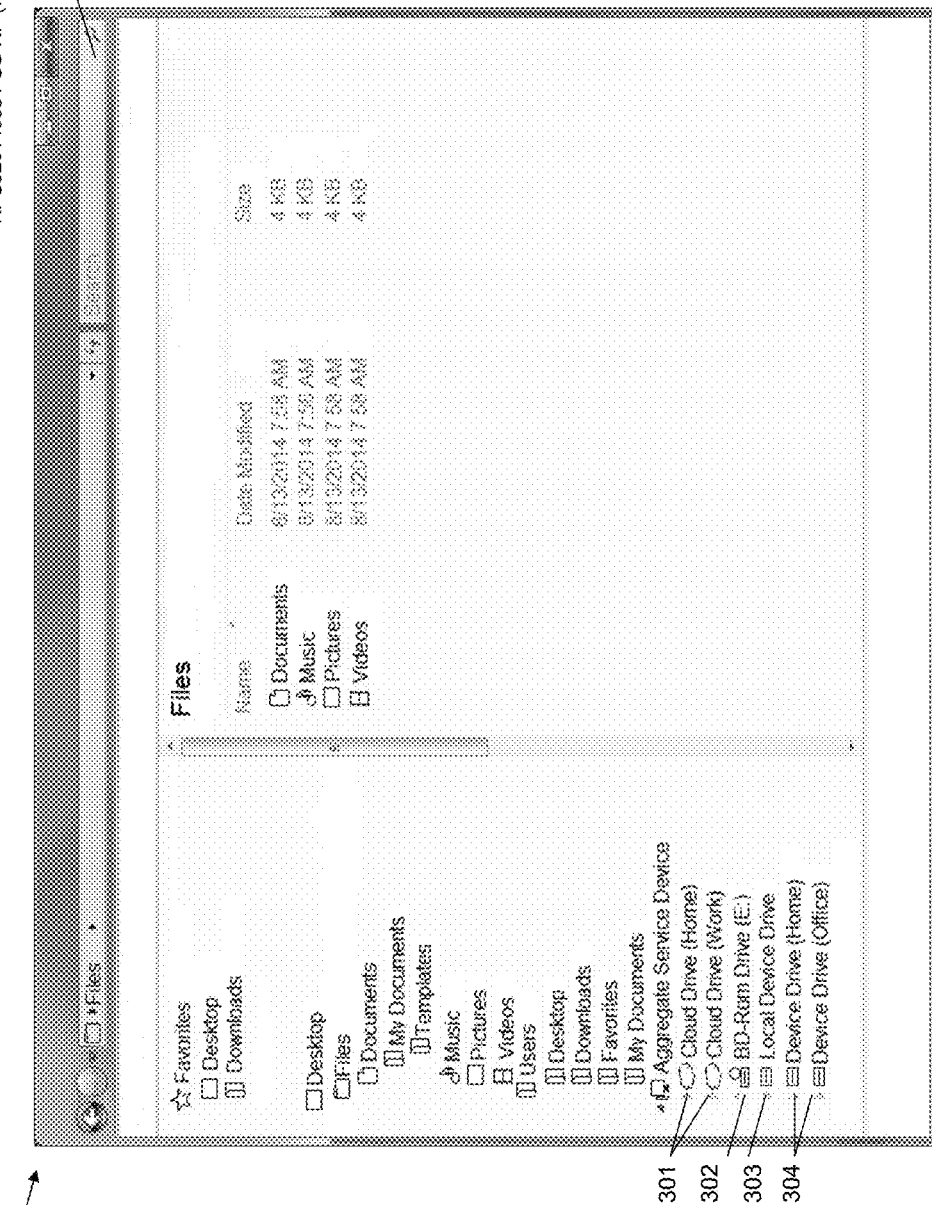 Files
☆ Favorites
Desktop
Downloads
Desktop
Files
Documents
My Documents
Templates
Music
Pictures
Videos
Users
Desktop
Downloads
Favorites
My Documents
Aggregate Service Device
Cloud Drive (Home)
Cloud Drive (Work)
BD-Rom Drive (E:)
Local Device Drive
Device Drive (Home)
Device Drive (Office)
Files
Name Date Modified Size
Documents 8/13/2014 7:58 AM 4 KB
Music 8/13/2014 7:58 AM 4 KB
Pictures 8/13/2014 7:58 AM 4 KB
Videos 8/13/2014 7:58 AM 4 KB
301
302
303
304